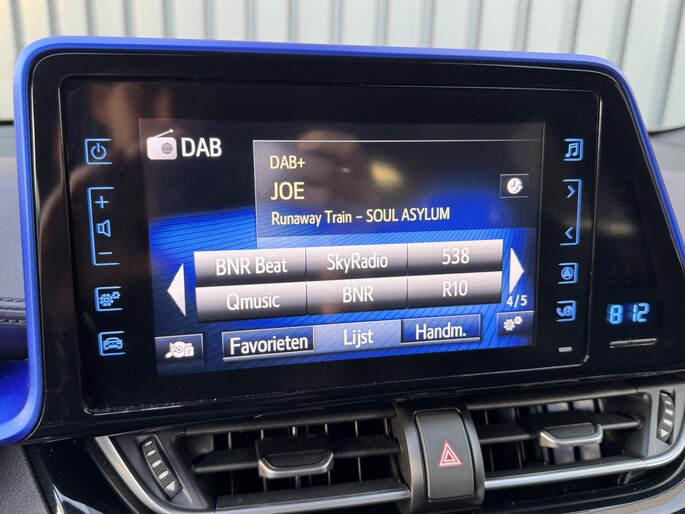 DAB
DAB+
JOE
Runaway Train - SOUL ASYLUM
BNR Beat SkyRadio 538
Qmusic BNR R10
4/5
Favorieten Lijst Handm.
8:12